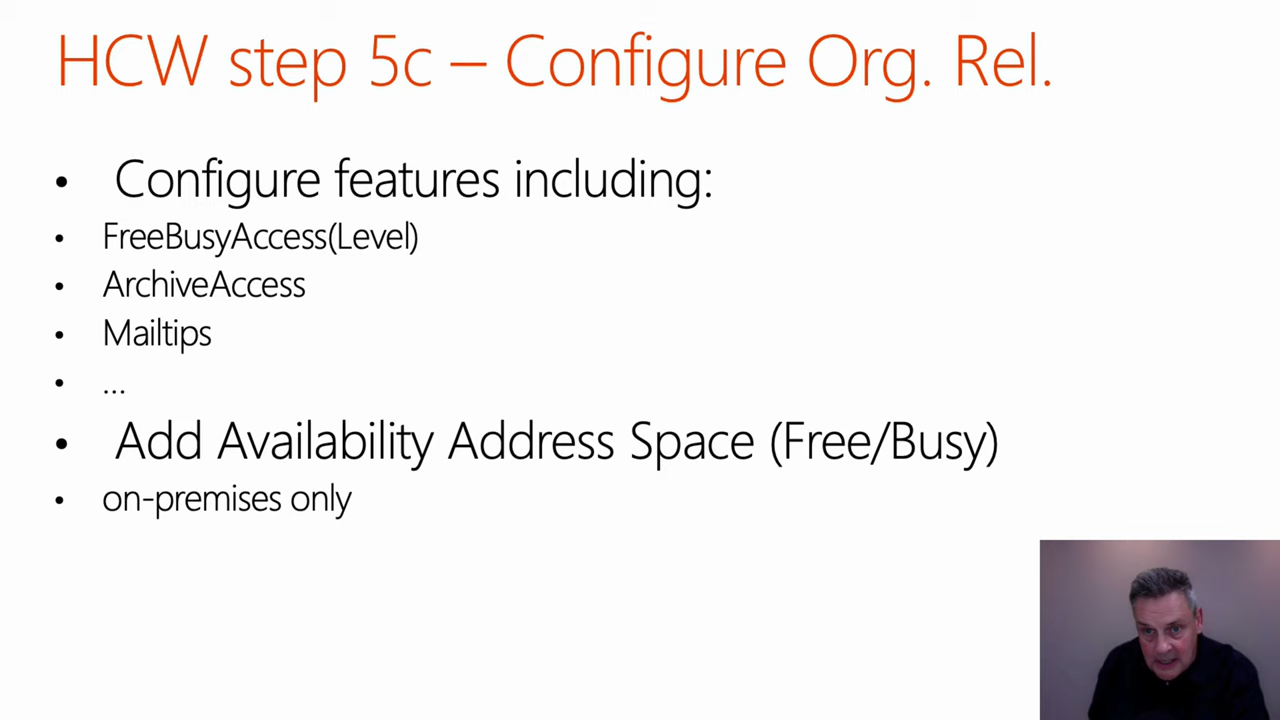 HCW step 5c – Configure Org. Rel.
• Configure features including:
• FreeBusyAccess(Level)
• ArchiveAccess
• Mailtips
• ...
• Add Availability Address Space (Free/Busy)
• on-premises only